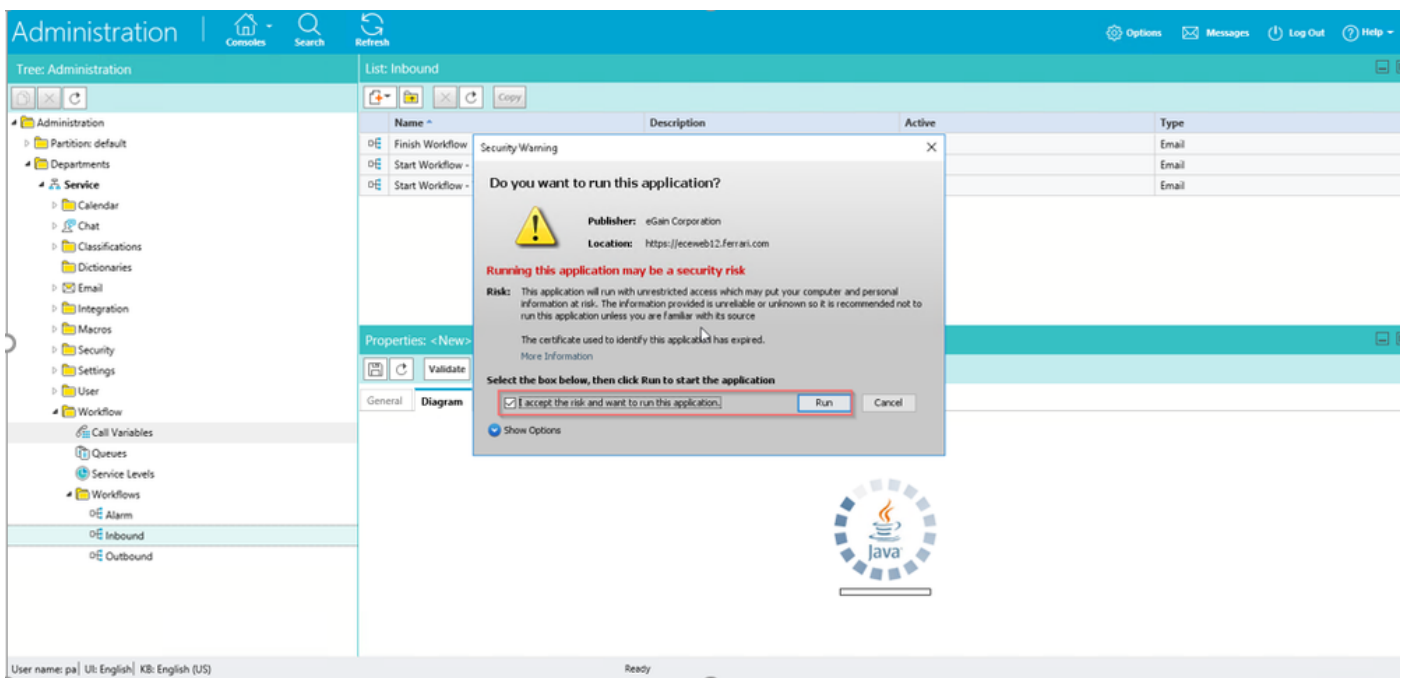 Administration
Consoles
Search
Refresh
Options
Messages
Log Out
Help
Tree: Administration
List: Inbound
Copy
Administration
Partition: default
Departments
Service
Calendar
Chat
Classifications
Dictionaries
Email
Integration
Macros
Security
Settings
User
Workflow
Call Variables
Queues
Service Levels
Workflows
Alarm
Inbound
Outbound
Name Description Active Type
Finish Workflow Email
Start Workflow - Email
Start Workflow - Email
Security Warning
Do you want to run this application?
Publisher: eGain Corporation
Location: https://eceweb12.ferrari.com
Running this application may be a security risk
Risk: This application will run with unrestricted access which may put your computer and personal
information at risk. The information provided is unreliable or unknown so it is recommended not to
run this application unless you are familiar with its source
The certificate used to identify this application has expired.
More Information
Select the box below, then click Run to start the application
I accept the risk and want to run this application.
Run
Cancel
Show Options
Properties: <New>
Validate
General Diagram
Java
User name: pa UI: English KB: English (US)
Ready